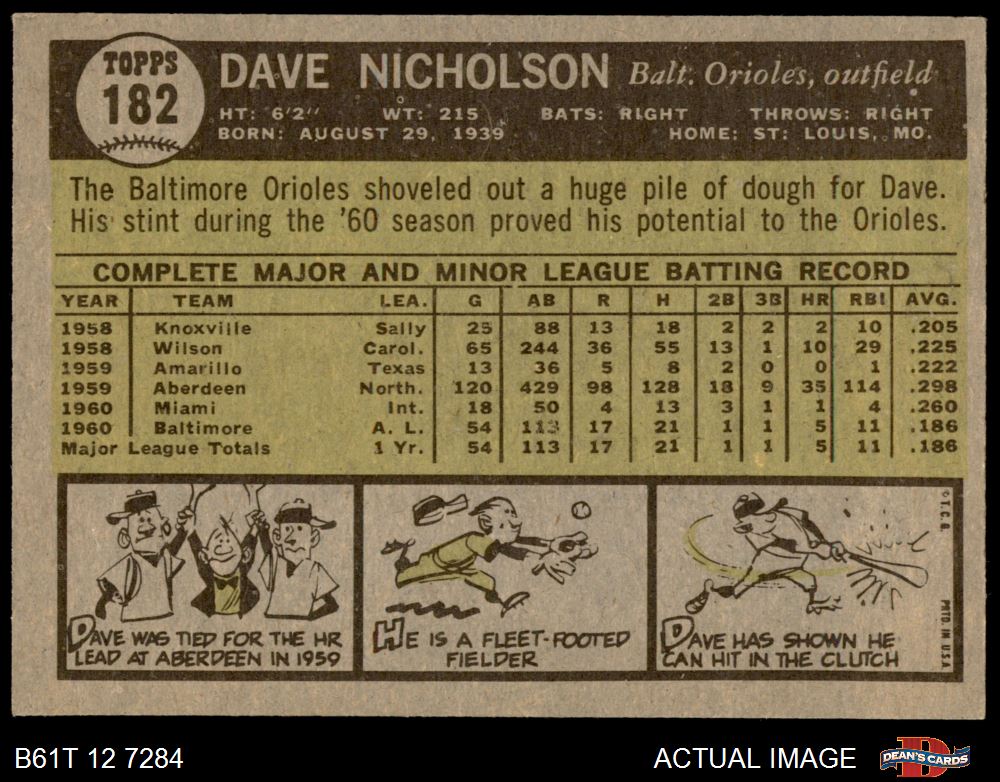 TOPPS
182
DAVE NICHOLSON Balt. Orioles, outfield
HT: 6'2" WT: 215 BATS: RIGHT THROWS: RIGHT
BORN: AUGUST 29, 1939 HOME: ST: LOUIS, MO.
The Baltimore Orioles shoveled out a huge pile of dough for Dave.
His stint during the '60 season proved his potential to the Orioles.
COMPLETE MAJOR AND MINOR LEAGUE BATTING RECORD
YEAR TEAM LEA. G AB R H 2B 3B HR RBI AVG.
1958 Knoxville Sally 25 88 13 18 2 2 2 10 .205
1958 Wilson Carol. 65 244 36 55 13 1 10 29 .225
1959 Amarillo Texas 13 36 5 8 2 0 0 1 .222
1959 Aberdeen North. 120 429 98 128 18 9 35 114 .298
1960 Miami Int. 18 50 4 13 3 1 1 4 .260
1960 Baltimore A. L. 54 113 17 21 1 1 5 11 .186
Major League Totals 1 Yr. 54 113 17 21 1 1 5 11 .186
DAVE WAS TIED FOR THE HR
LEAD AT ABERDEEN IN 1959
HE IS A FLEET-FOOTED
FIELDER
DAVE HAS SHOWN HE
CAN HIT IN THE CLUTCH
© T. C. G.
PRTD. IN U.S.A.
B61T 12 7284
ACTUAL IMAGE
DEAN'S CARDS